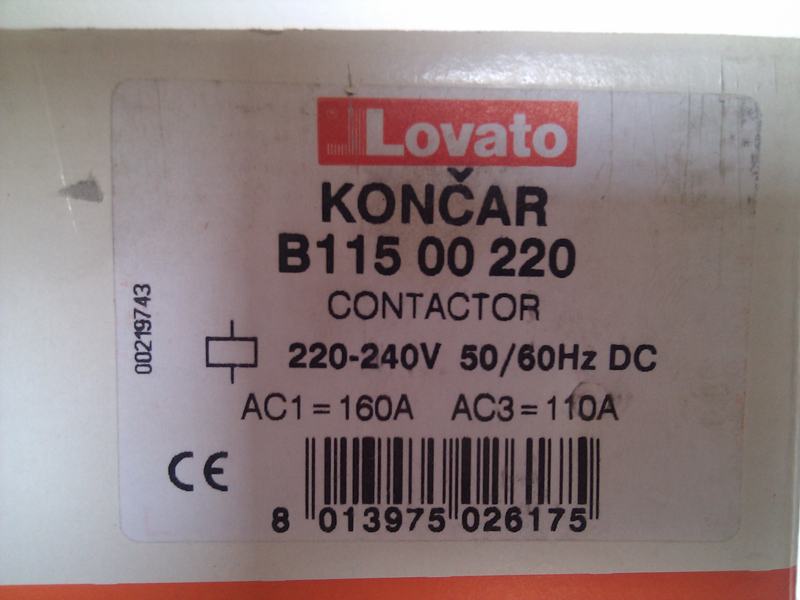 Lovato
KONČAR
B115 00 220
CONTACTOR
220-240V 50/60Hz DC
AC1 = 160A AC3 = 110A
CE
8 013975 026175
00219743